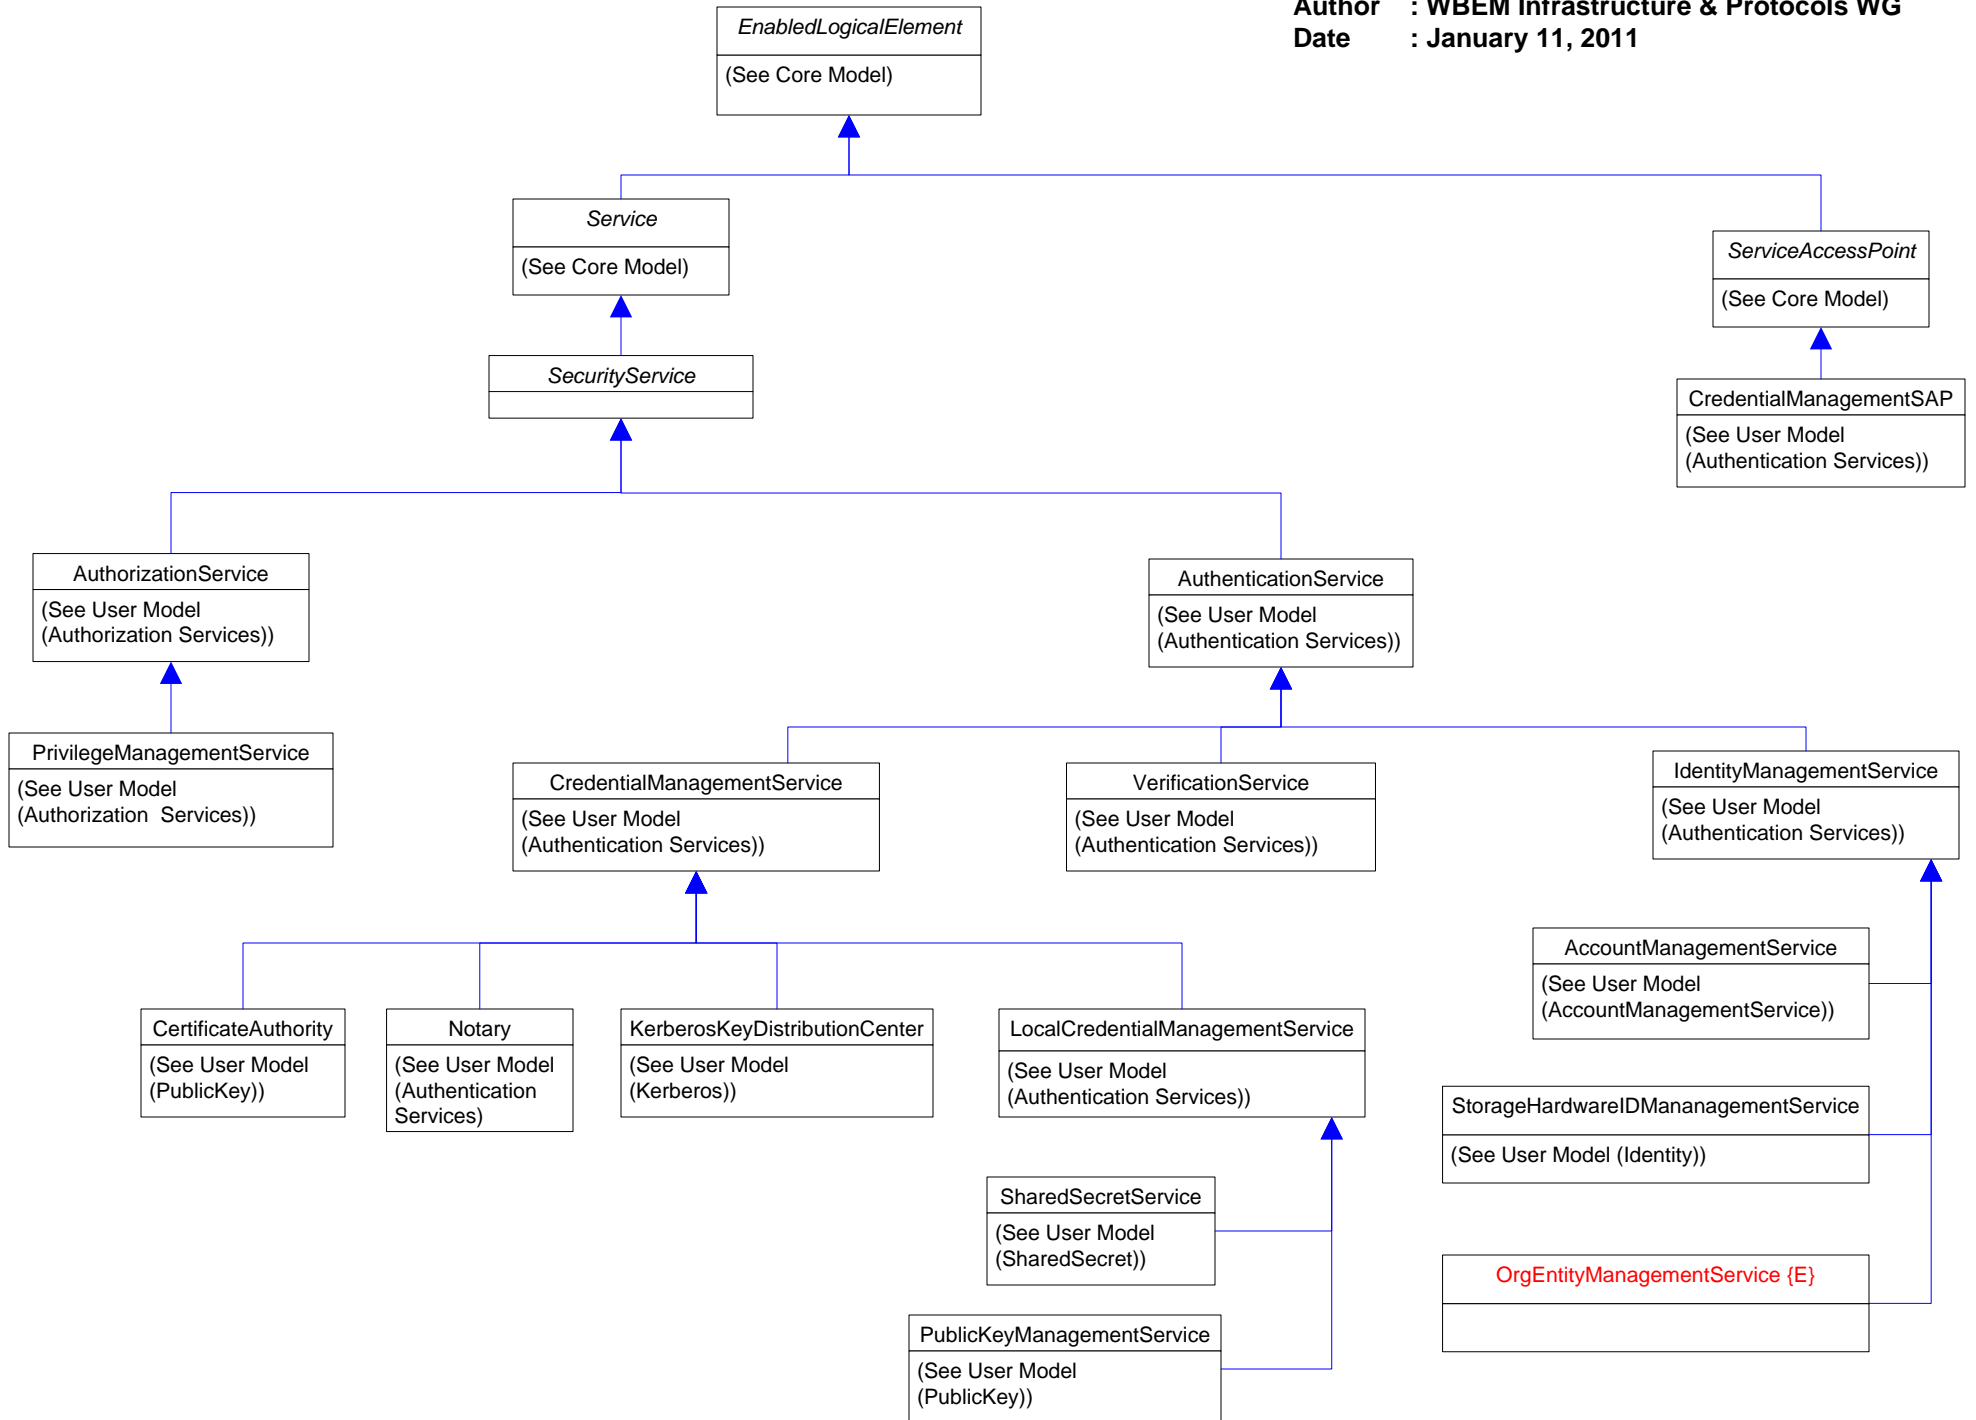 Author : WBEM Infrastructure & Protocols WG
Date : January 11, 2011
EnabledLogicalElement
(See Core Model)
Service
(See Core Model)
ServiceAccessPoint
(See Core Model)
SecurityService
CredentialManagementSAP
(See User Model
(Authentication Services))
AuthorizationService
(See User Model
(Authorization Services))
AuthenticationService
(See User Model
(Authentication Services))
PrivilegeManagementService
(See User Model
(Authorization  Services))
CredentialManagementService
(See User Model
(Authentication Services))
VerificationService
(See User Model
(Authentication Services))
IdentityManagementService
(See User Model
(Authentication Services))
AccountManagementService
(See User Model
(AccountManagementService))
CertificateAuthority
(See User Model
(PublicKey))
Notary
(See User Model
(Authentication
Services)
KerberosKeyDistributionCenter
(See User Model
(Kerberos))
LocalCredentialManagementService
(See User Model
(Authentication Services))
StorageHardwareIDMananagementService
(See User Model (Identity))
SharedSecretService
(See User Model
(SharedSecret))
OrgEntityManagementService {E}
PublicKeyManagementService
(See User Model
(PublicKey))